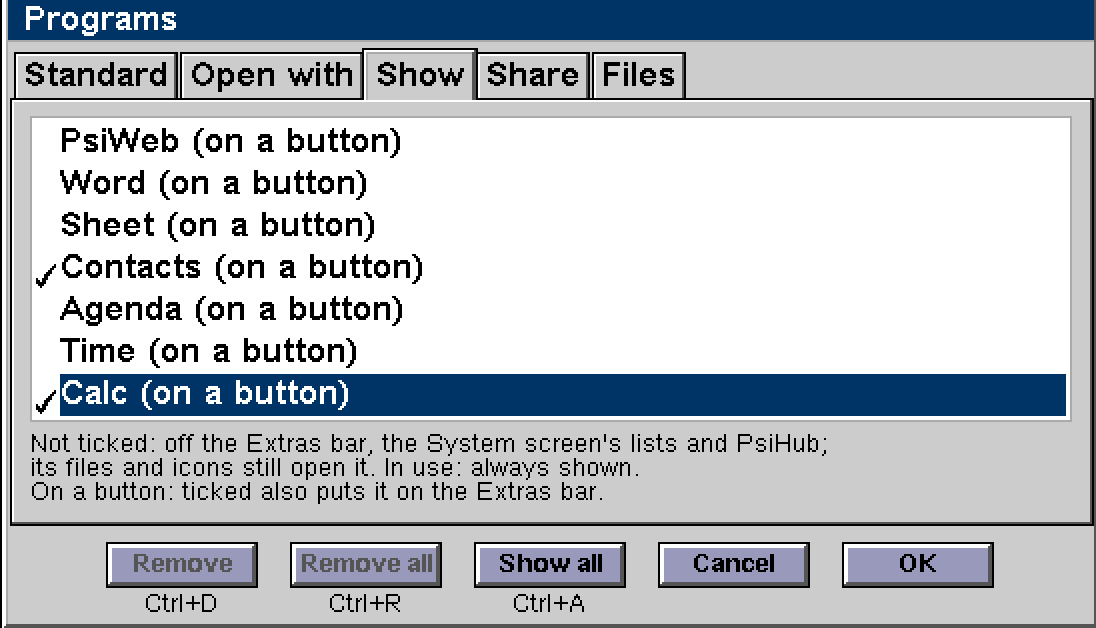 Programs
Standard Open with Show Share Files
PsiWeb (on a button)
Word (on a button)
Sheet (on a button)
Contacts (on a button)
Agenda (on a button)
Time (on a button)
Calc (on a button)
Not ticked: off the Extras bar, the System screen's lists and PsiHub;
its files and icons still open it. In use: always shown.
On a button: ticked also puts it on the Extras bar.
Remove Remove all Show all Cancel OK
Ctrl+D Ctrl+R Ctrl+A